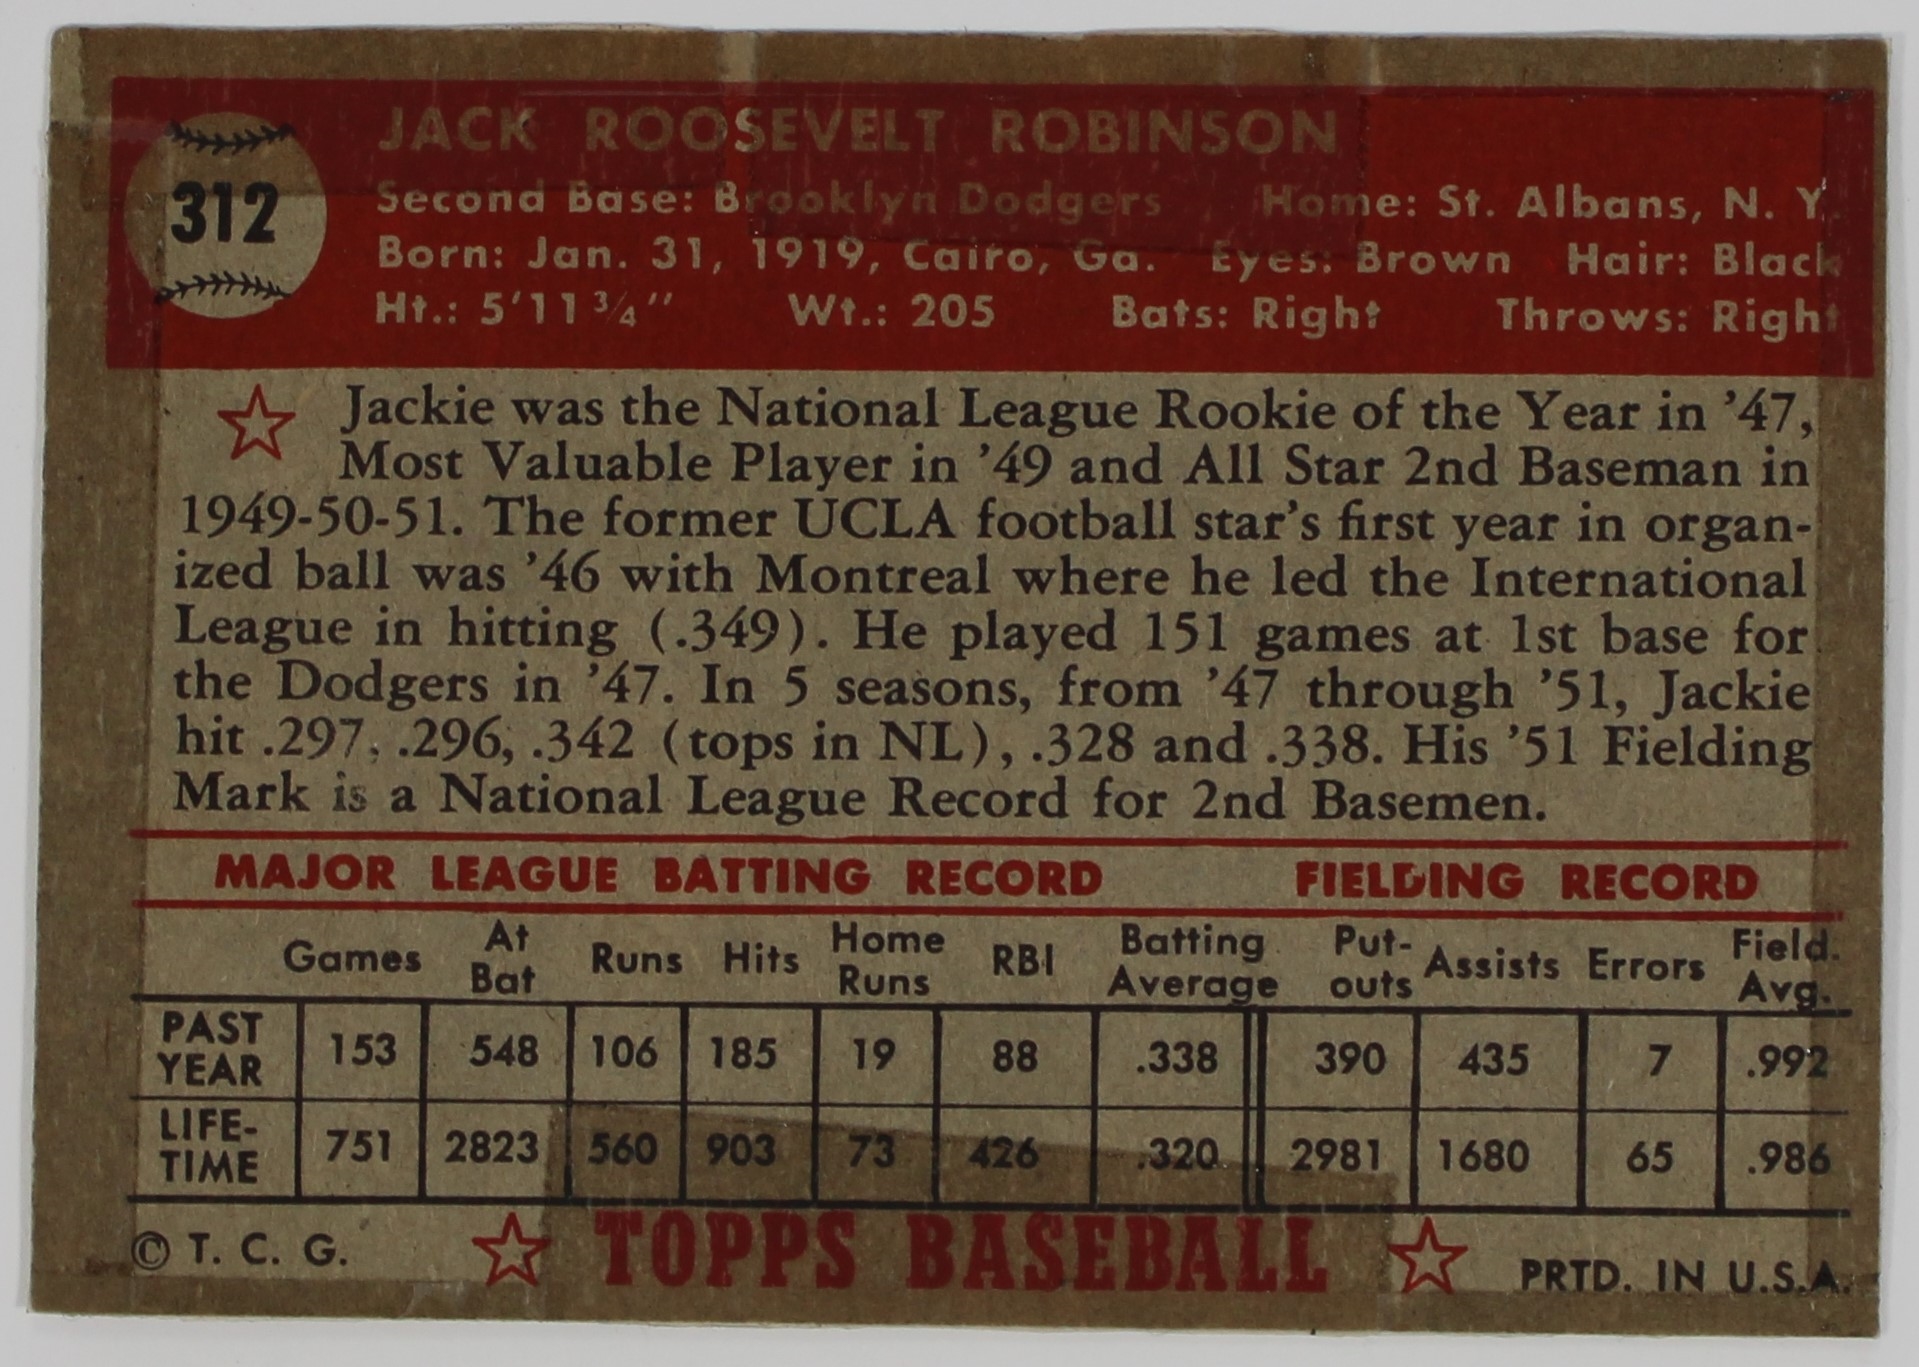 312
JACK ROOSEVELT ROBINSON
Second Base: Brooklyn Dodgers Home: St. Albans, N. Y.
Born: Jan. 31, 1919, Cairo, Ga. Eyes: Brown Hair: Black
Ht.: 5'11 3/4" Wt.: 205 Bats: Right Throws: Right
Jackie was the National League Rookie of the Year in '47,
Most Valuable Player in '49 and All Star 2nd Baseman in
1949-50-51. The former UCLA football star's first year in organ-
ized ball was '46 with Montreal where he led the International
League in hitting (.349). He played 151 games at 1st base for
the Dodgers in '47. In 5 seasons, from '47 through '51, Jackie
hit .297, .296, .342 (tops in NL), .328 and .338. His '51 Fielding
Mark is a National League Record for 2nd Basemen.
MAJOR LEAGUE BATTING RECORD FIELDING RECORD
Games At Bat Runs Hits Home Runs RBI Batting Average Put-outs Assists Errors Field. Avg.
PAST YEAR 153 548 106 185 19 88 .338 390 435 7 .992
LIFE-TIME 751 2823 560 903 73 426 .320 2981 1680 65 .986
© T. C. G. TOPPS BASEBALL PRTD. IN U.S.A.